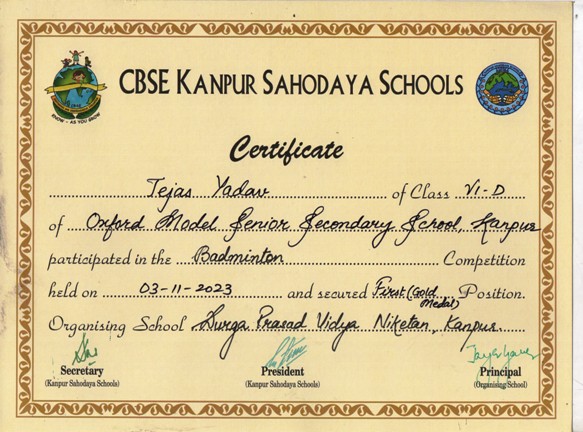 CBSE KANPUR SAHODAYA SCHOOLS
KNOW - AS YOU GROW
Certificate
Tejas Yadav of Class VI-D
of Oxford Model Senior Secondary School, Kanpur
participated in the Badminton Competition
held on 03-11-2023 and secured First (Gold Medal) Position.
Organising School Durga Prasad Vidya Niketan, Kanpur.
Secretary President Principal
(Kanpur Sahodaya Schools) (Kanpur Sahodaya Schools) (Organising School)